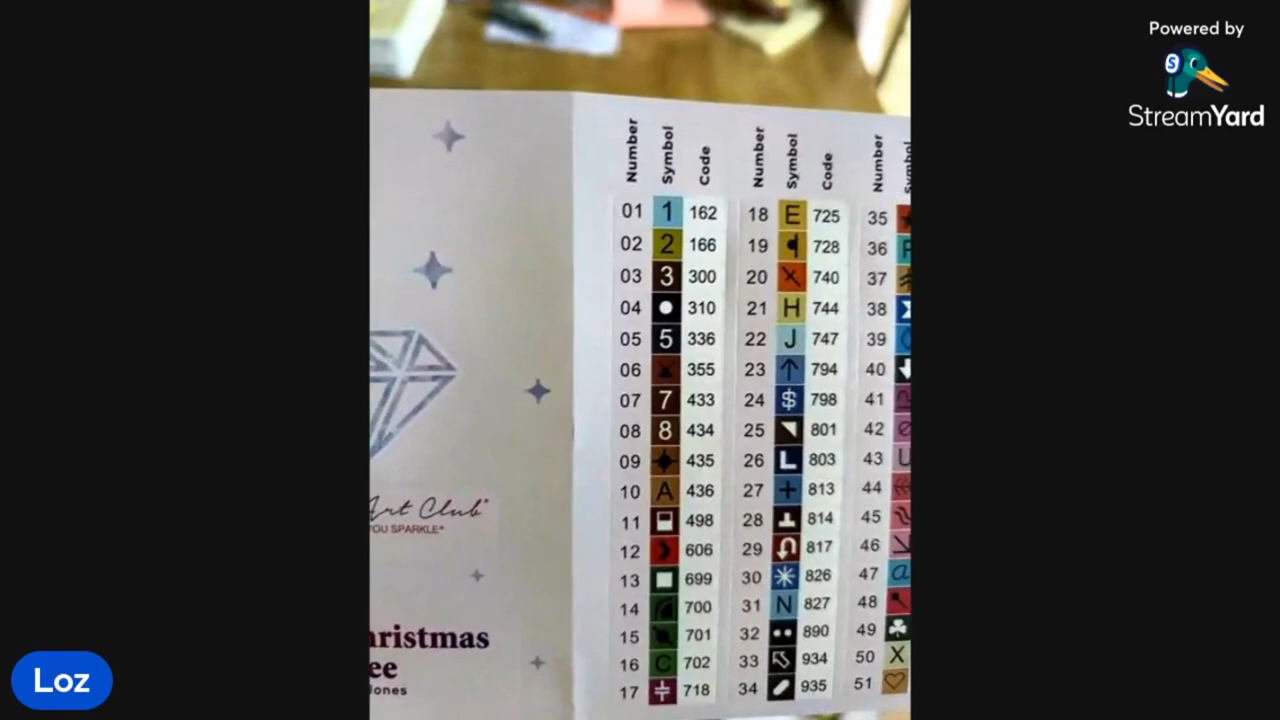 Powered by
StreamYard
Number Symbol Code Number Symbol Code Number
01 1 162 18 E 725 35
02 2 166 19 728 36
03 3 300 20 740 37
04 310 21 H 744 38
05 5 336 22 J 747 39
06 355 23 794 40
07 7 433 24 $ 798 41
08 8 434 25 801 42
09 435 26 L 803 43 U
10 A 436 27 + 813 44
11 498 28 814 45
12 606 29 817 46
13 699 30 826 47 a
14 700 31 N 827 48
15 701 32 890 49
16 C 702 33 934 50 X
17 718 34 935 51
Art Club
YOU SPARKLE
Loz